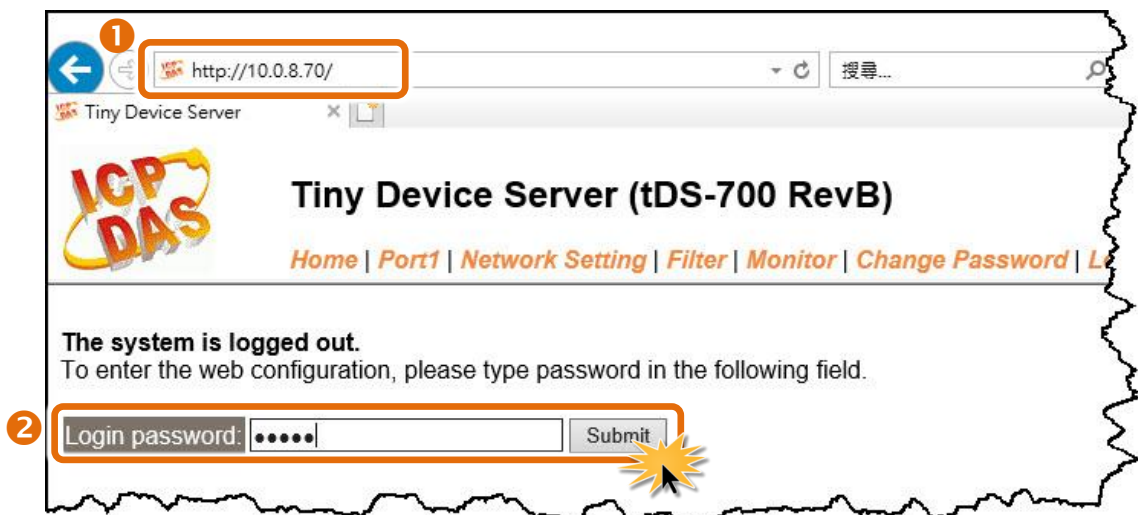 1
http://10.0.8.70/
搜尋...
Tiny Device Server
ICP
DAS
Tiny Device Server (tDS-700 RevB)
Home | Port1 | Network Setting | Filter | Monitor | Change Password |
The system is logged out.
To enter the web configuration, please type password in the following field.
2
Login password: •••••
Submit